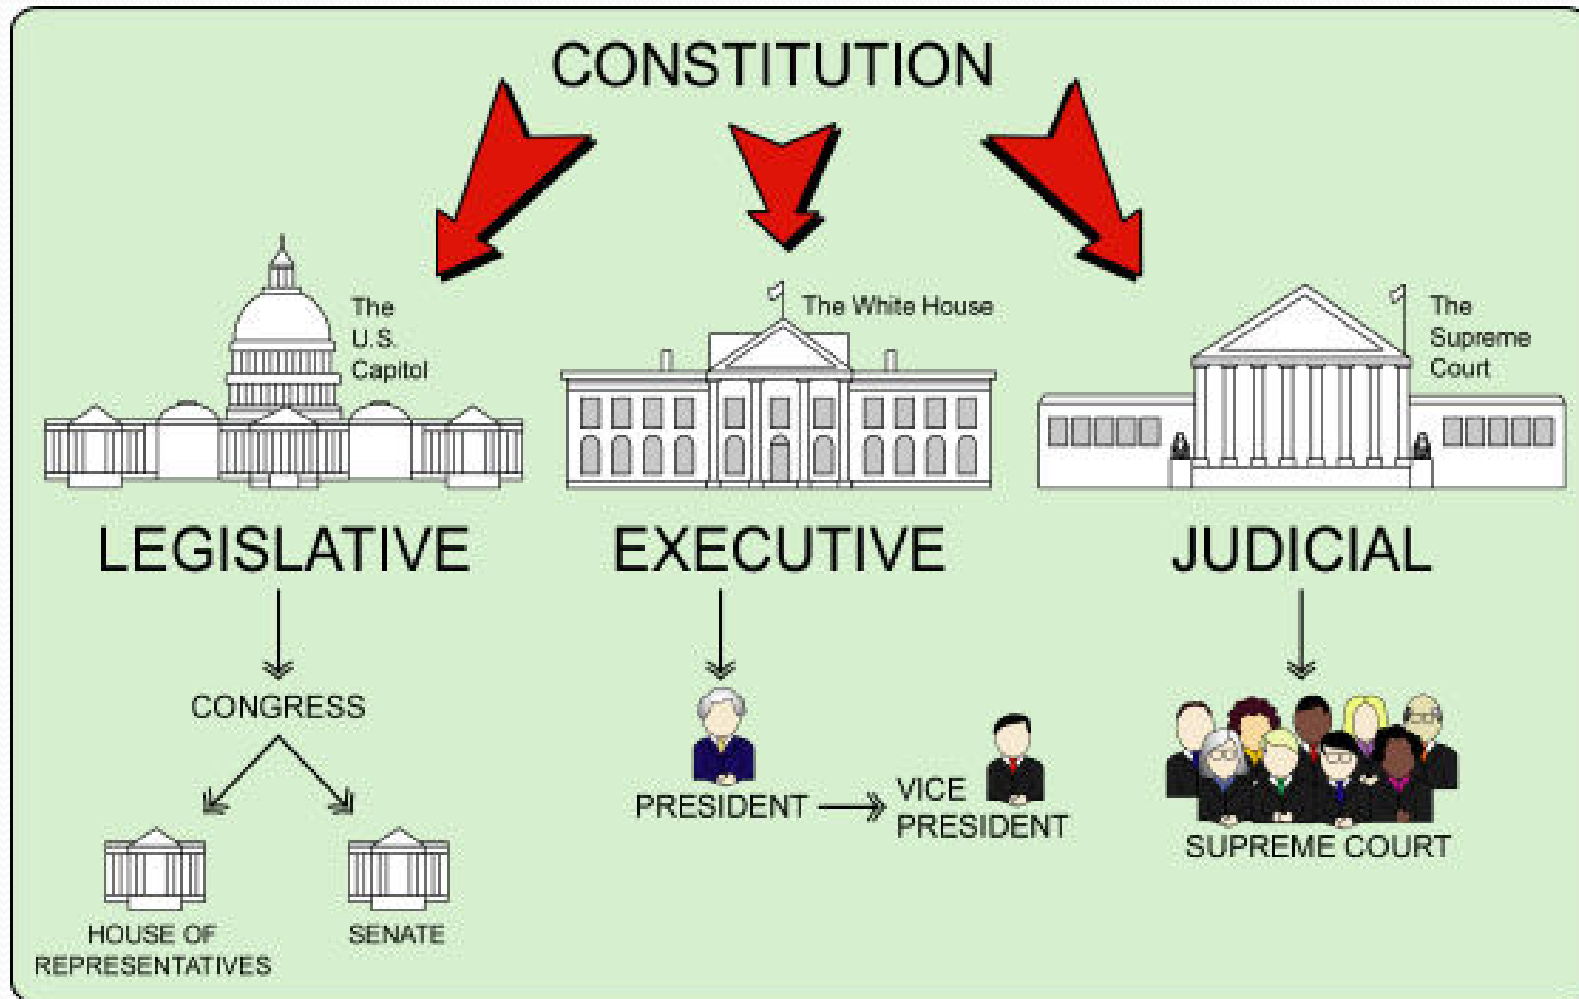 CONSTITUTION
The
U.S.
Capitol
The White House
The
Supreme
Court
LEGISLATIVE
EXECUTIVE
JUDICIAL
CONGRESS
HOUSE OF
REPRESENTATIVES
SENATE
PRESIDENT
VICE
PRESIDENT
SUPREME COURT